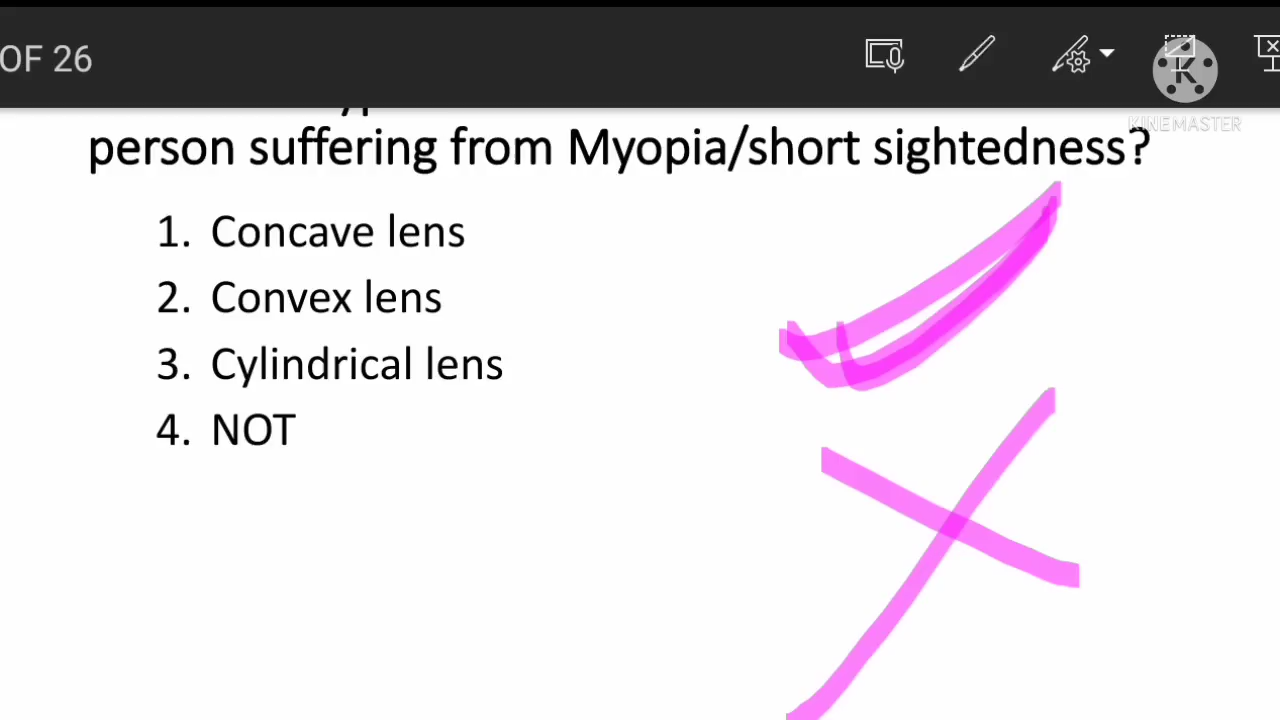 OF 26
KINEMASTER
person suffering from Myopia/short sightedness?
1. Concave lens
2. Convex lens
3. Cylindrical lens
4. NOT